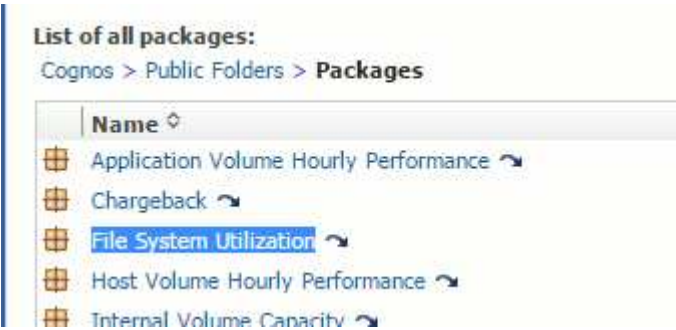 List of all packages:
Cognos > Public Folders > Packages
Name
Application Volume Hourly Performance
Chargeback
File System Utilization
Host Volume Hourly Performance
Internal Volume Capacity